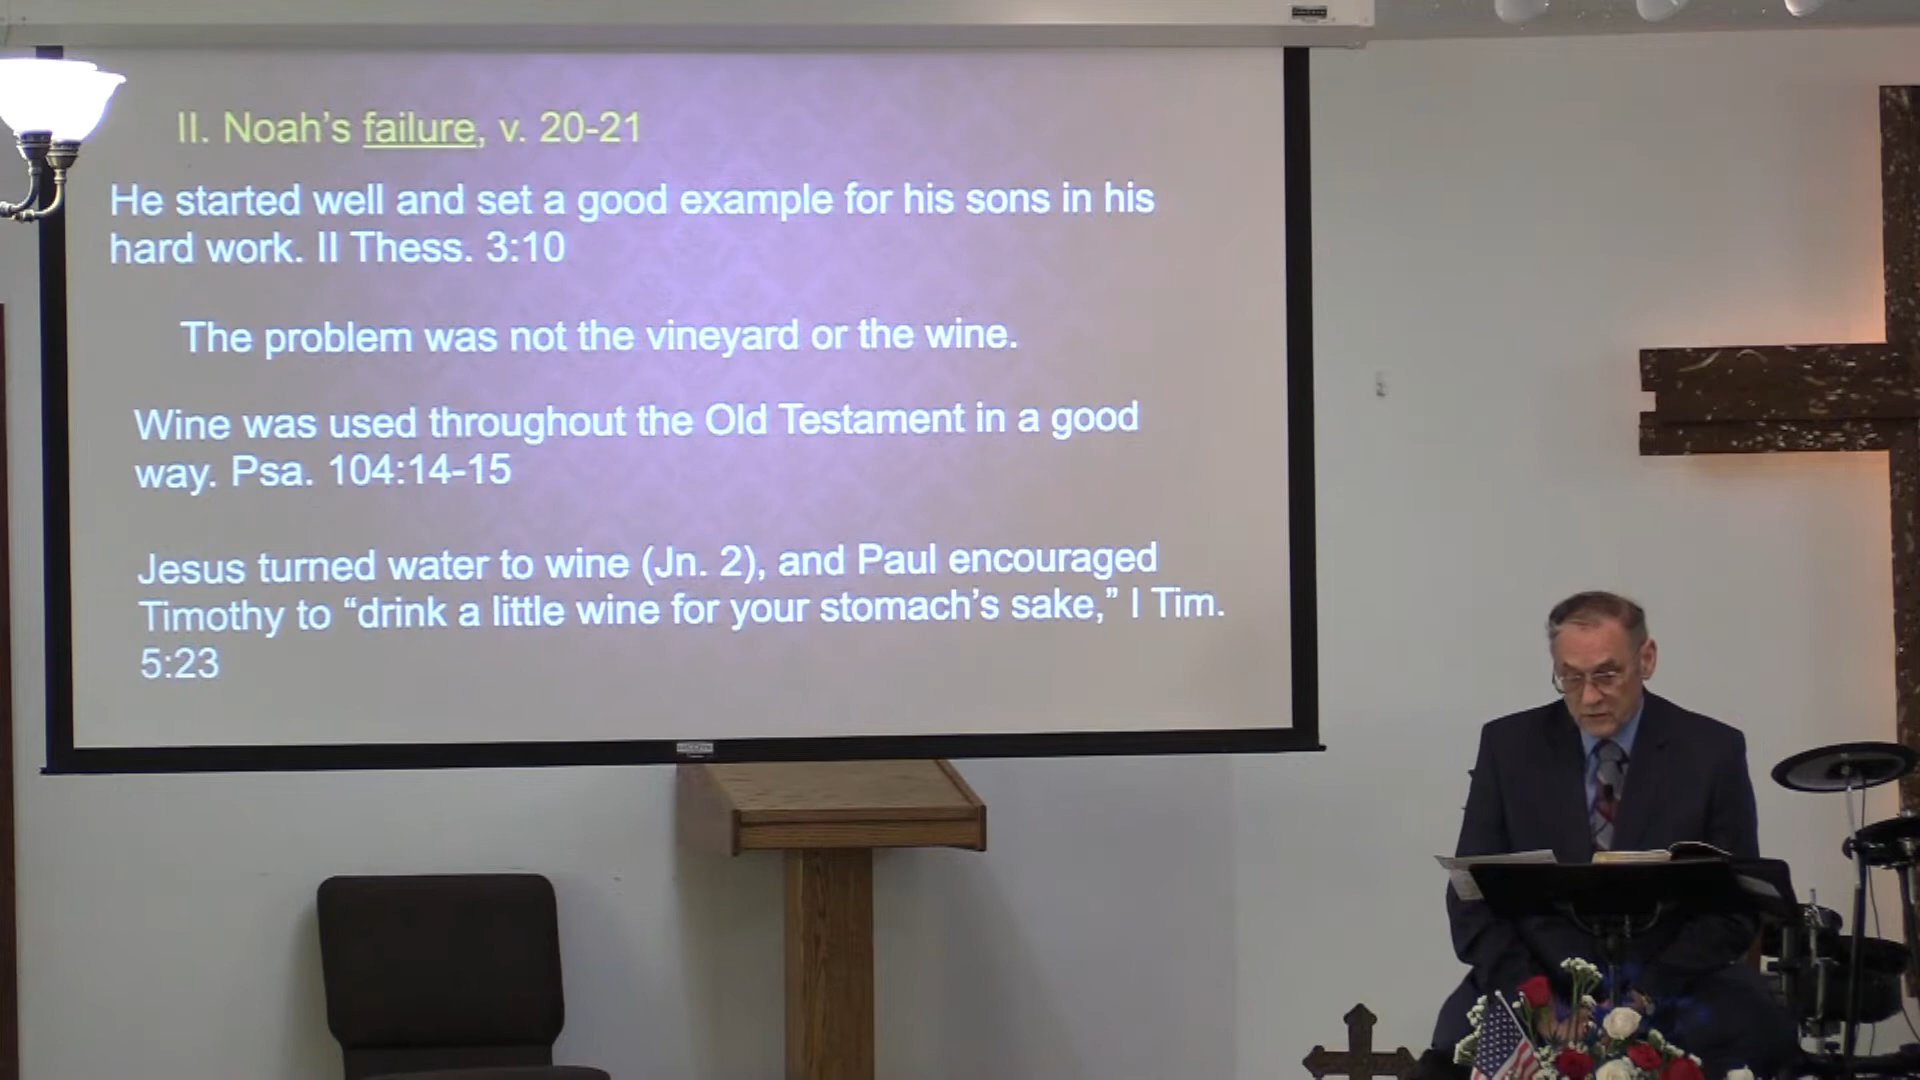 II. Noah's failure, v. 20-21
He started well and set a good example for his sons in his
hard work. II Thess. 3:10
The problem was not the vineyard or the wine.
Wine was used throughout the Old Testament in a good
way. Psa. 104:14-15
Jesus turned water to wine (Jn. 2), and Paul encouraged
Timothy to “drink a little wine for your stomach’s sake,” I Tim.
5:23